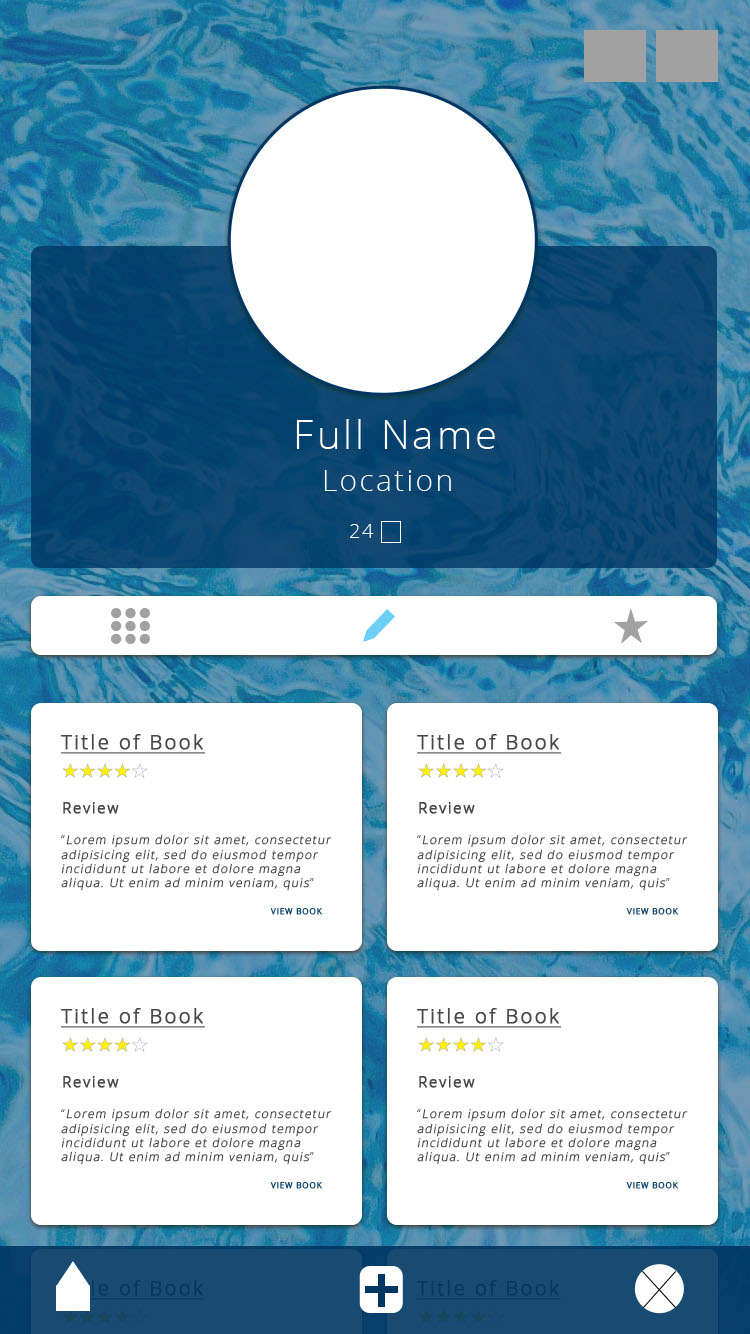 Full Name
Location
24
Title of Book
Review
“Lorem ipsum dolor sit amet, consectetur
adipisicing elit, sed do eiusmod tempor
incididunt ut labore et dolore magna
aliqua. Ut enim ad minim veniam, quis”
VIEW BOOK
Title of Book
Review
“Lorem ipsum dolor sit amet, consectetur
adipisicing elit, sed do eiusmod tempor
incididunt ut labore et dolore magna
aliqua. Ut enim ad minim veniam, quis”
VIEW BOOK
Title of Book
Review
“Lorem ipsum dolor sit amet, consectetur
adipisicing elit, sed do eiusmod tempor
incididunt ut labore et dolore magna
aliqua. Ut enim ad minim veniam, quis”
VIEW BOOK
Title of Book
Review
“Lorem ipsum dolor sit amet, consectetur
adipisicing elit, sed do eiusmod tempor
incididunt ut labore et dolore magna
aliqua. Ut enim ad minim veniam, quis”
VIEW BOOK
le of Book
Title of Book